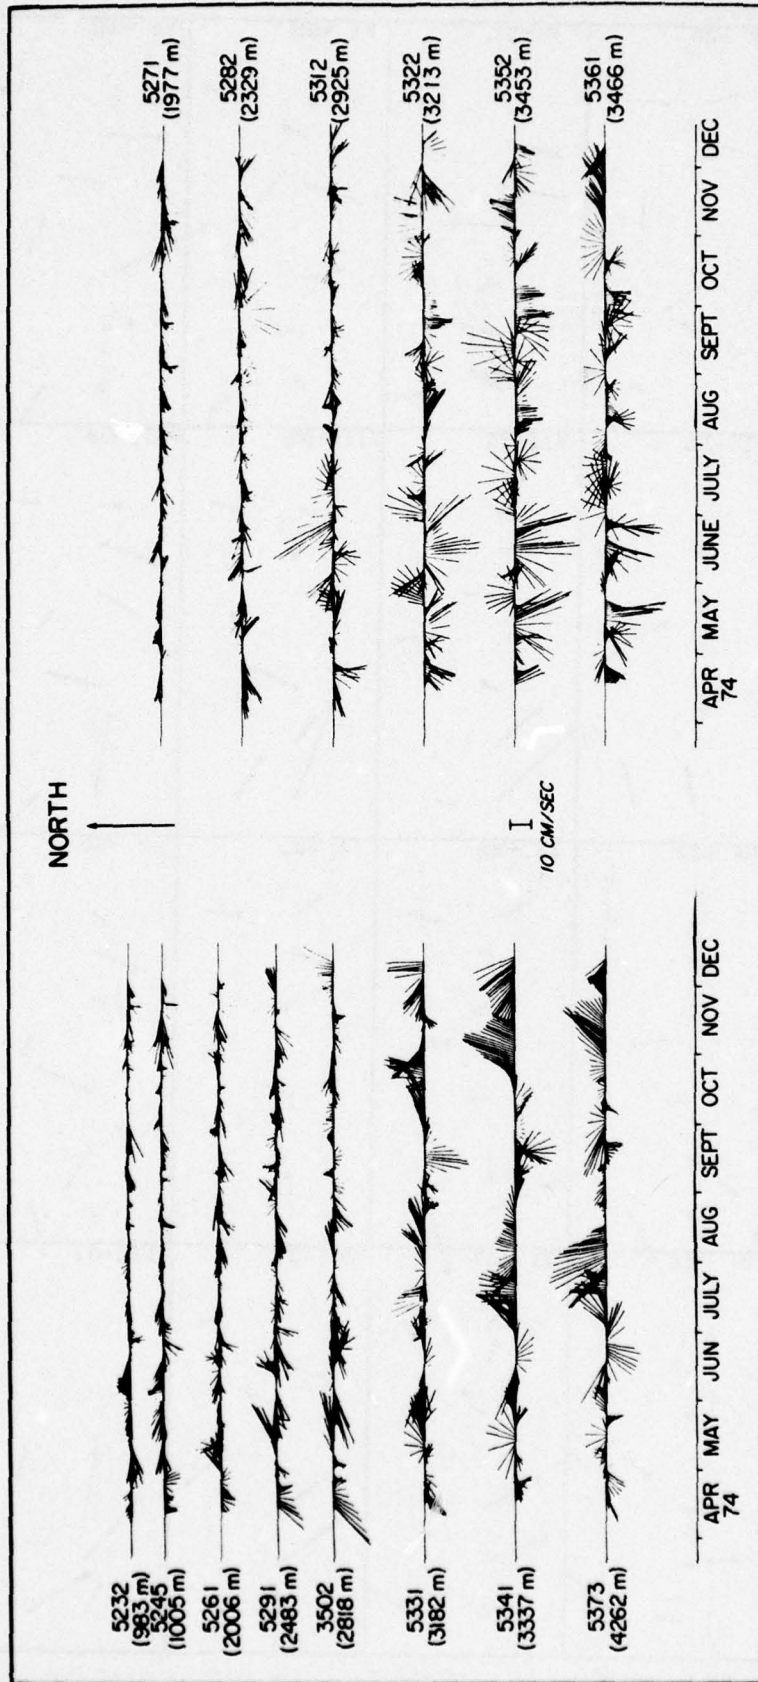 NORTH
10 CM/SEC
5232
(983 m)
5245
(1005 m)
5261
(2006 m)
5291
(2483 m)
3502
(2818 m)
5331
(3182 m)
5341
(3337 m)
5373
(4262 m)
APR MAY JUN JULY AUG SEPT OCT NOV DEC
74
5271
(1977 m)
5282
(2329 m)
5312
(2925 m)
5322
(3213 m)
5352
(3453 m)
5361
(3466 m)
APR MAY JUNE JULY AUG SEPT OCT NOV DEC
74